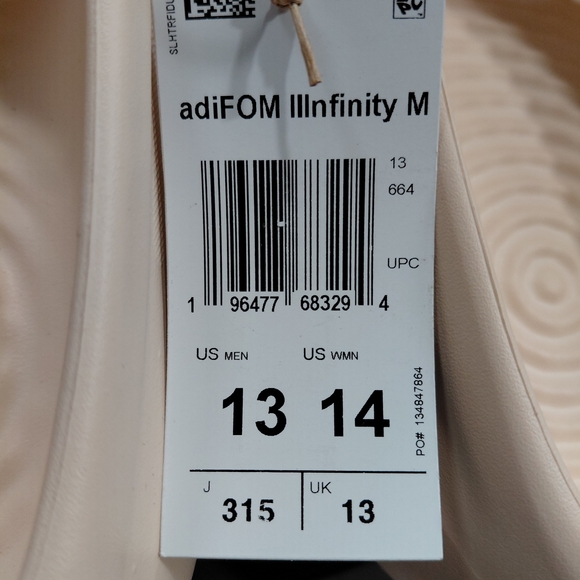 SLHTRFIDU
adiFOM IIInfinity M
13
664
UPC
1 96477 68329 4
US MEN US WMN
13 14
PO# 134847864
J UK
315 13